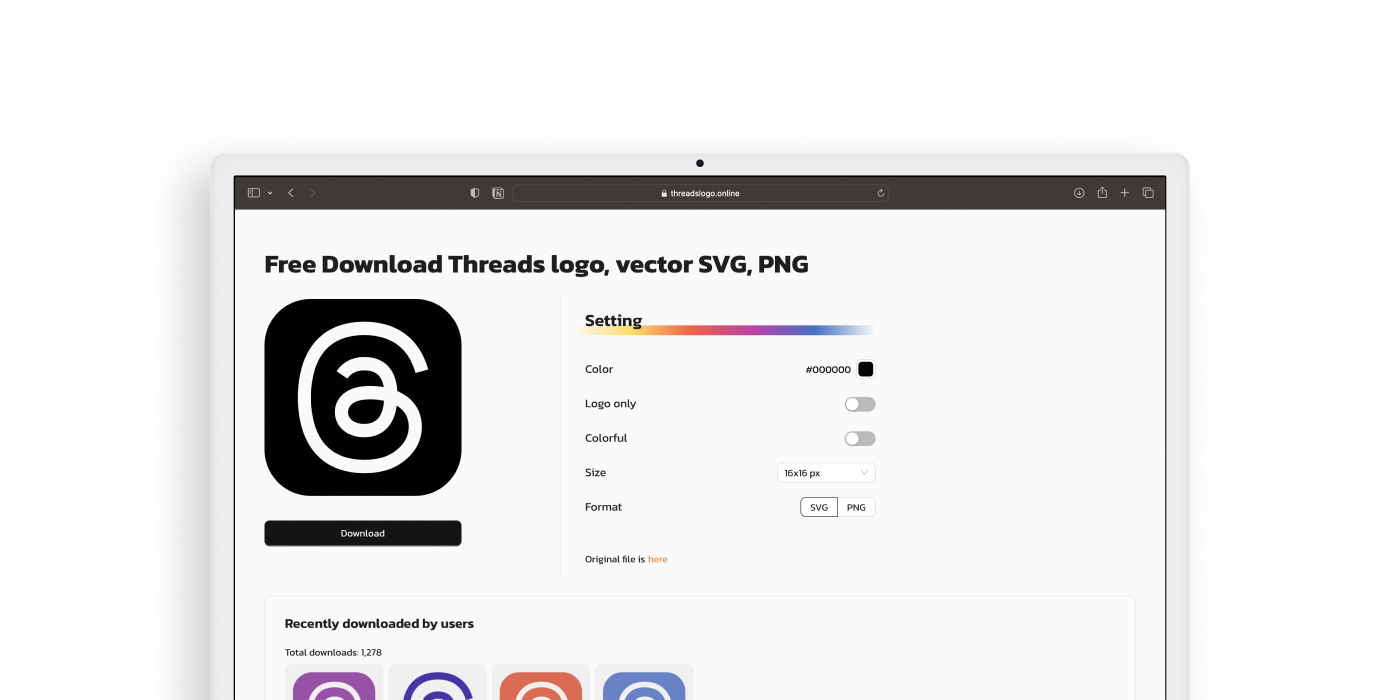 threadslogo.online
Free Download Threads logo, vector SVG, PNG
Setting
Color
#000000
Logo only
Colorful
Size
16x16 px
Format
SVG
PNG
Download
Original file is here
Recently downloaded by users
Total downloads: 1,278